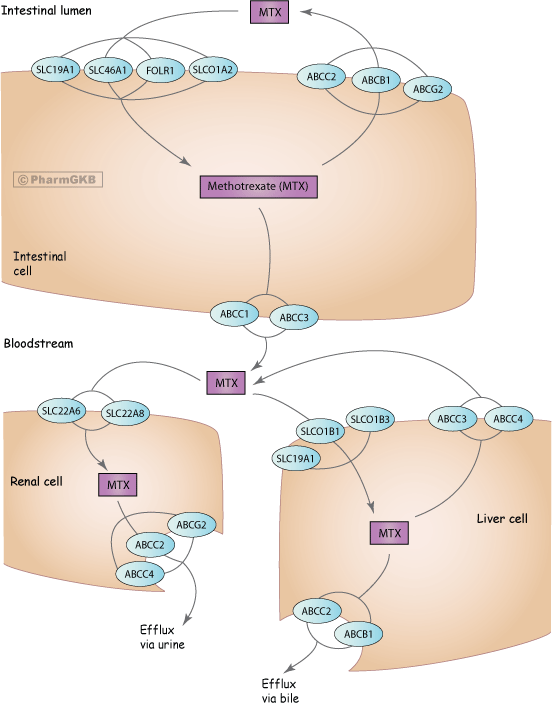 Intestinal lumen
MTX
SLC19A1
SLC46A1
FOLR1
SLCO1A2
ABCC2
ABCB1
ABCG2
©PharmGKB
Methotrexate (MTX)
Intestinal
cell
ABCC1
ABCC3
Bloodstream
MTX
SLC22A6
SLC22A8
SLCO1B1
SLCO1B3
ABCC3
ABCC4
SLC19A1
Renal cell
MTX
ABCG2
ABCC2
ABCC4
Liver cell
MTX
Efflux
via urine
ABCC2
ABCB1
Efflux
via bile